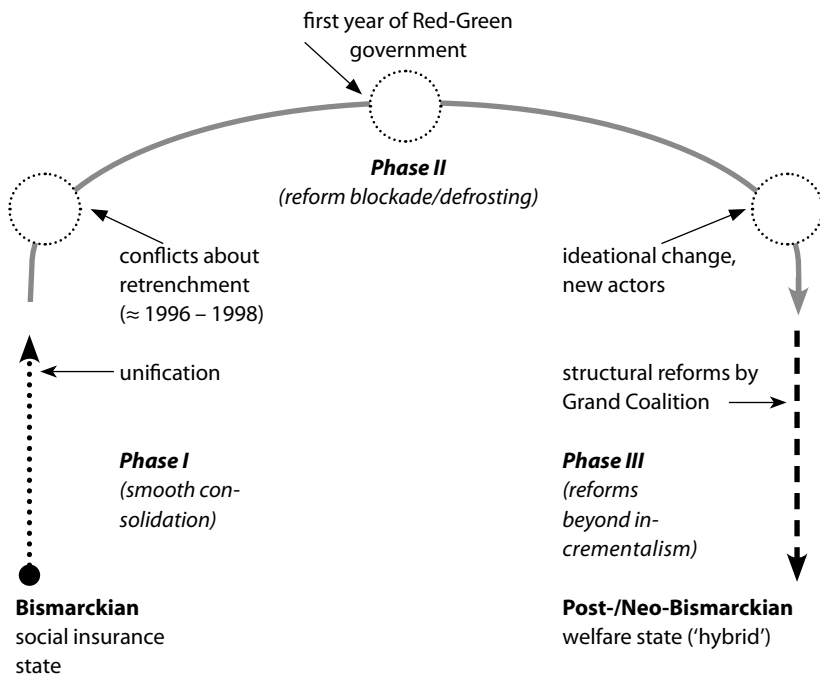 first year of Red-Green
government
Phase II
(reform blockade/defrosting)
conflicts about
retrenchment
(≈ 1996 – 1998)
ideational change,
new actors
unification
structural reforms by
Grand Coalition
Phase I
(smooth con-
solidation)
Phase III
(reforms
beyond in-
crementalism)
Bismarckian
social insurance
state
Post-/Neo-Bismarckian
welfare state (‘hybrid’)